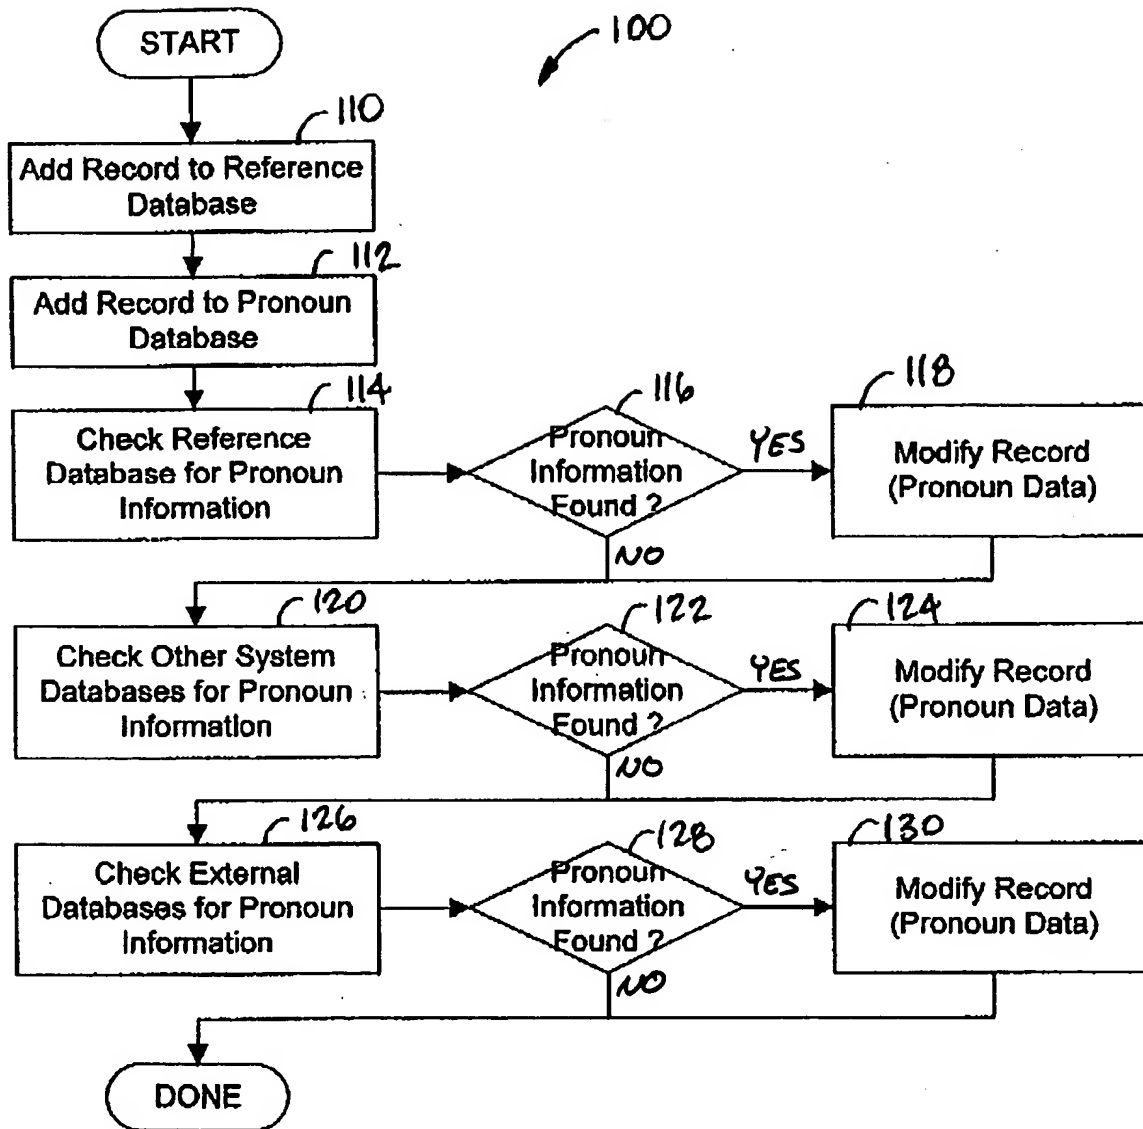 START
100
110
Add Record to Reference
Database
112
Add Record to Pronoun
Database
114
Check Reference
Database for Pronoun
Information
116
Pronoun
Information
Found ?
YES
NO
118
Modify Record
(Pronoun Data)
120
Check Other System
Databases for Pronoun
Information
122
Pronoun
Information
Found ?
YES
NO
124
Modify Record
(Pronoun Data)
126
Check External
Databases for Pronoun
Information
128
Pronoun
Information
Found ?
YES
NO
130
Modify Record
(Pronoun Data)
DONE